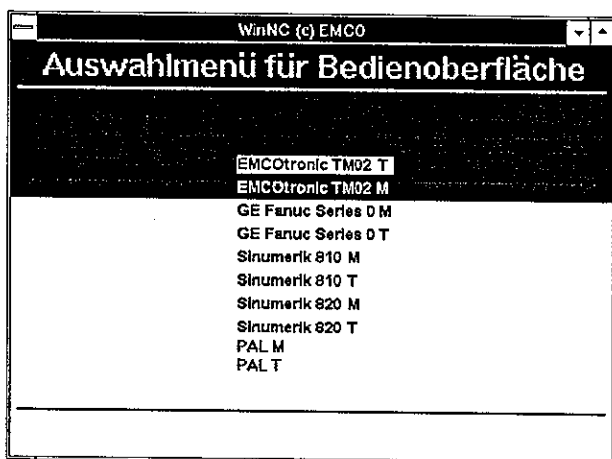 WinNC (c) EMCO
Auswahlmenü für Bedienoberfläche
EMCOtronic TM02 T
EMCOtronic TM02 M
GE Fanuc Series 0 M
GE Fanuc Series 0 T
Sinumerik 810 M
Sinumerik 810 T
Sinumerik 820 M
Sinumerik 820 T
PAL M
PAL T